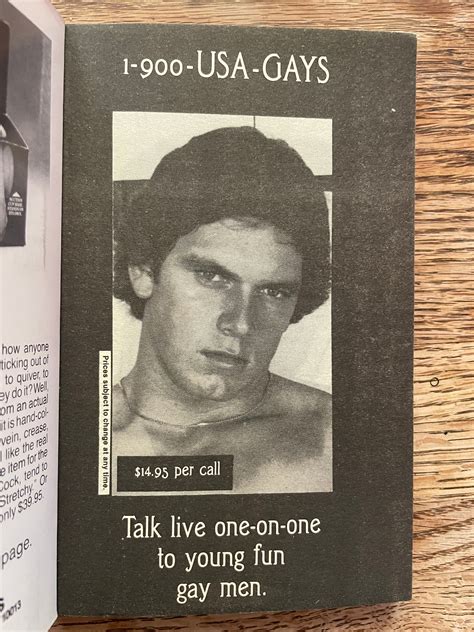 how anyone
ticking out of
to quiver, to
ey do it? Well,
om an actual
it is hand-col-
vein, crease,
l like the real
e item for the
Cock, tend to
Stretchy." Or
only $39.95.
page.
10013
1-900-USA-GAYS
Prices subject to change at any time.
$14.95 per call
Talk live one-on-one
to young fun
gay men.